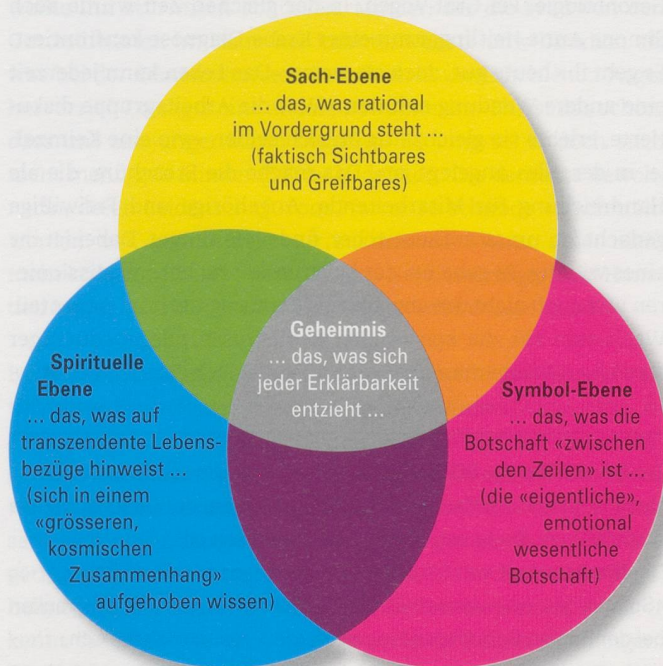 Sach-Ebene
... das, was rational
im Vordergrund steht ...
(faktisch Sichtbares
und Greifbares)
Geheimnis
... das, was sich
jeder Erklärbarkeit
entzieht ...
Spirituelle
Ebene
... das, was auf
transzendente Lebens-
bezüge hinweist ...
(sich in einem
«grösseren,
kosmischen
Zusammenhang»
aufgehoben wissen)
Symbol-Ebene
... das, was die
Botschaft «zwischen
den Zeilen» ist ...
(die «eigentliche»,
emotional
wesentliche
Botschaft)